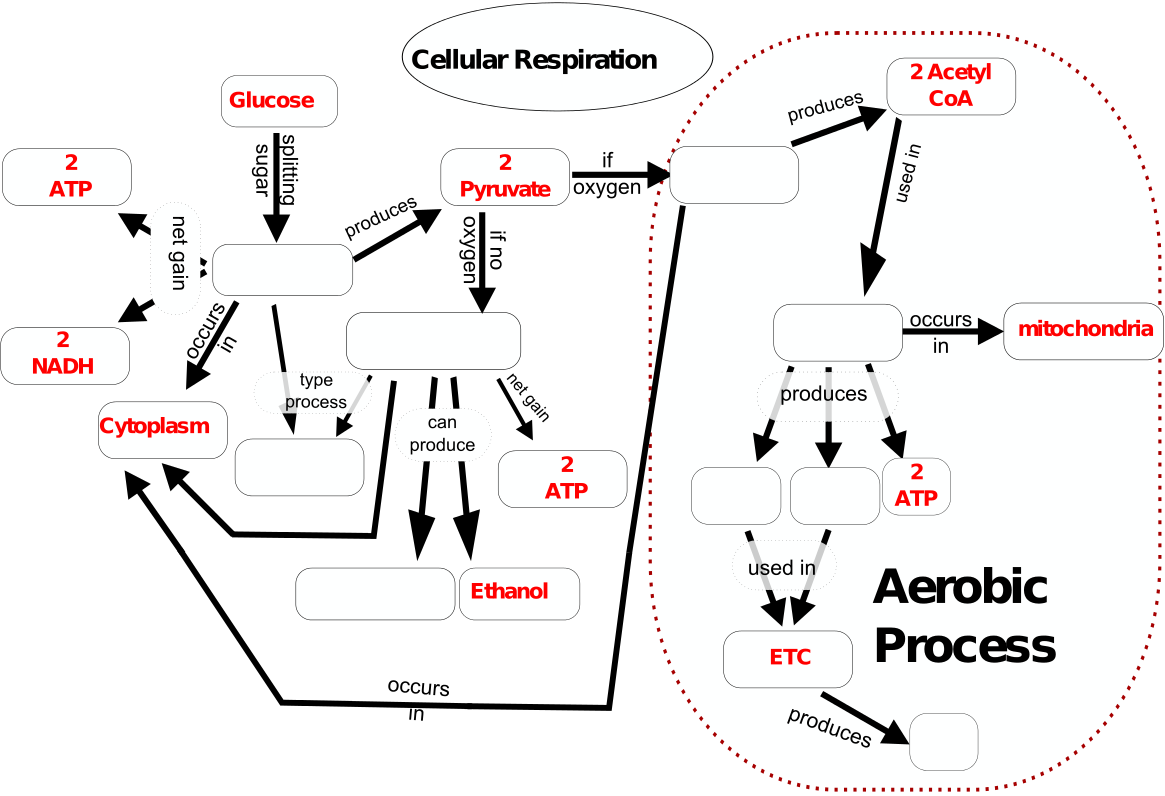 Cellular Respiration
2 Acetyl
CoA
produces
Glucose
splitting
sugar
2
ATP
2
Pyruvate
if
oxygen
used in
produces
net gain
if no
oxygen
occurs
in
2
NADH
occurs
in
mitochondria
type
process
net gain
produces
Cytoplasm
can
produce
2
ATP
2
ATP
used in
Ethanol
Aerobic
Process
ETC
occurs
in
produces